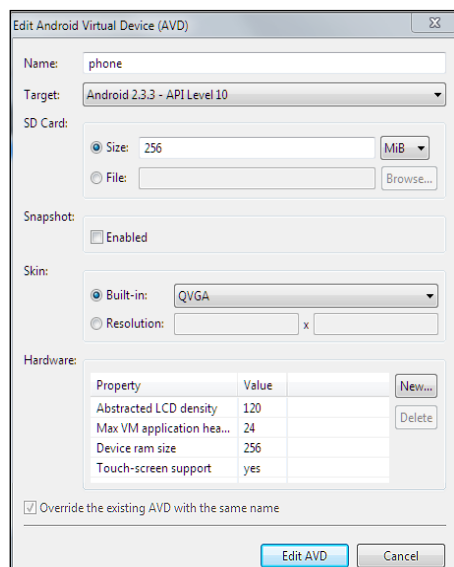 Edit Android Virtual Device (AVD)
Name: phone
Target: Android 2.3.3 - API Level 10
SD Card:
Size: 256 MiB
File: Browse...
Snapshot:
Enabled
Skin:
Built-in: QVGA
Resolution: x
Hardware:
Property Value New...
Abstracted LCD density 120 Delete
Max VM application hea... 24
Device ram size 256
Touch-screen support yes
Override the existing AVD with the same name
Edit AVD Cancel